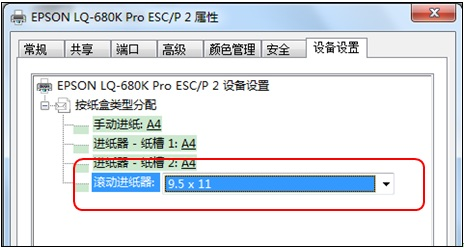 EPSON LQ-680K Pro ESC/P 2 属性
常规 共享 端口 高级 颜色管理 安全 设备设置
EPSON LQ-680K Pro ESC/P 2 设备设置
按纸盒类型分配
手动进纸: A4
进纸器 - 纸槽 1: A4
进纸器 - 纸槽 2: A4
滚动进纸器: 9.5 x 11